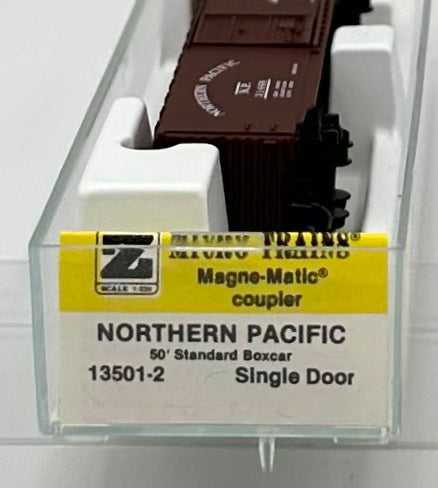 NORTHERN PACIFIC
N.P.
Z
SCALE 1:220
MICRO TRAINS®
Magne-Matic®
coupler
NORTHERN PACIFIC
50' Standard Boxcar
13501-2 Single Door